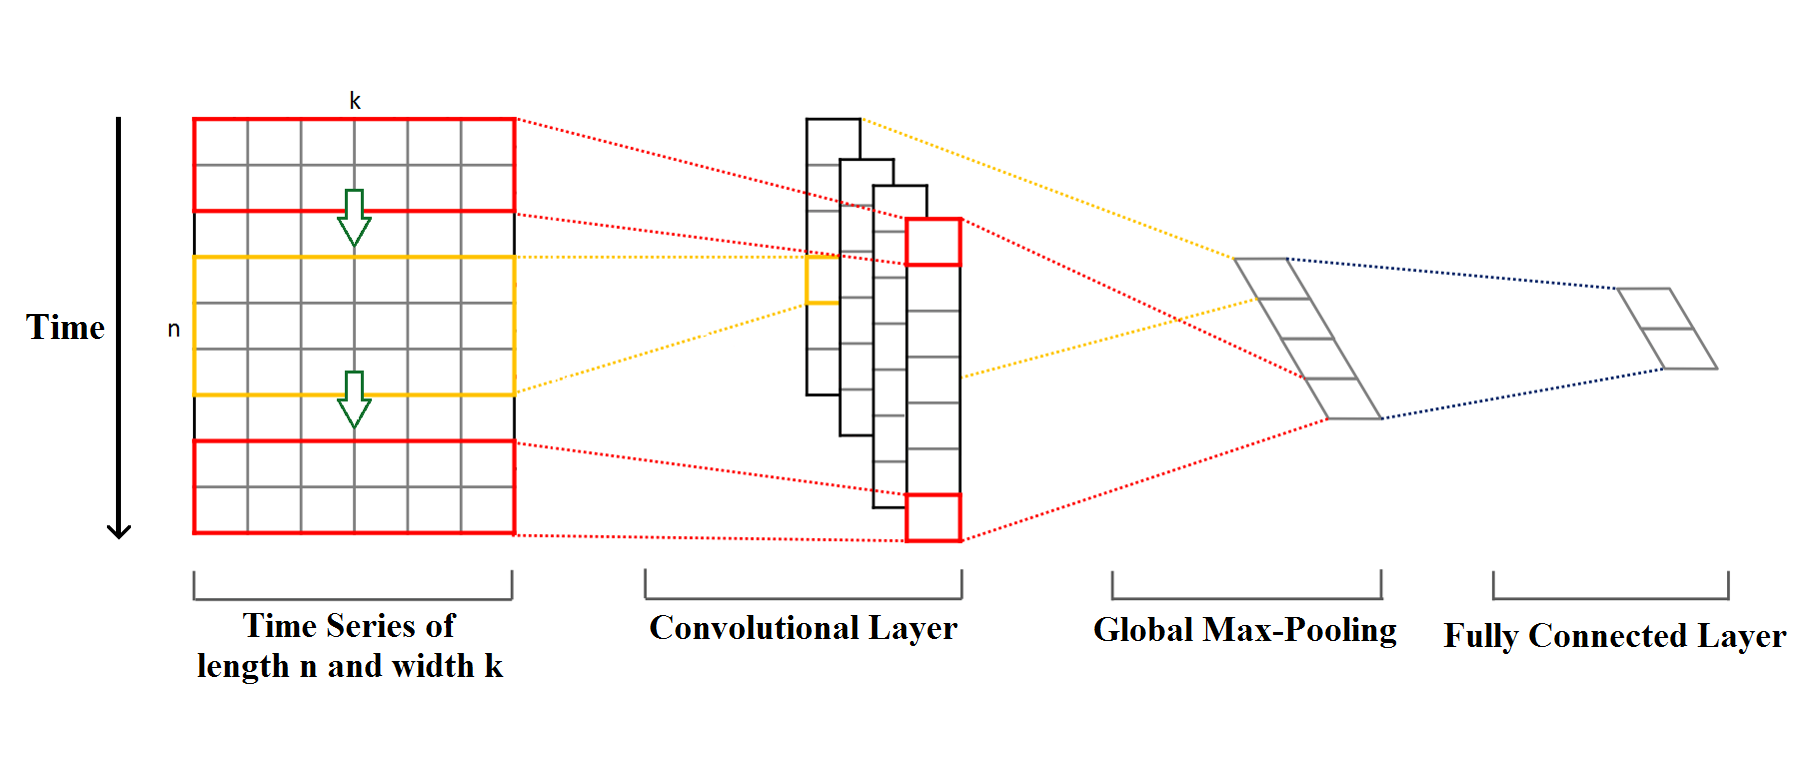 k
Time
n
Time Series of
length n and width k
Convolutional Layer
Global Max-Pooling
Fully Connected Layer